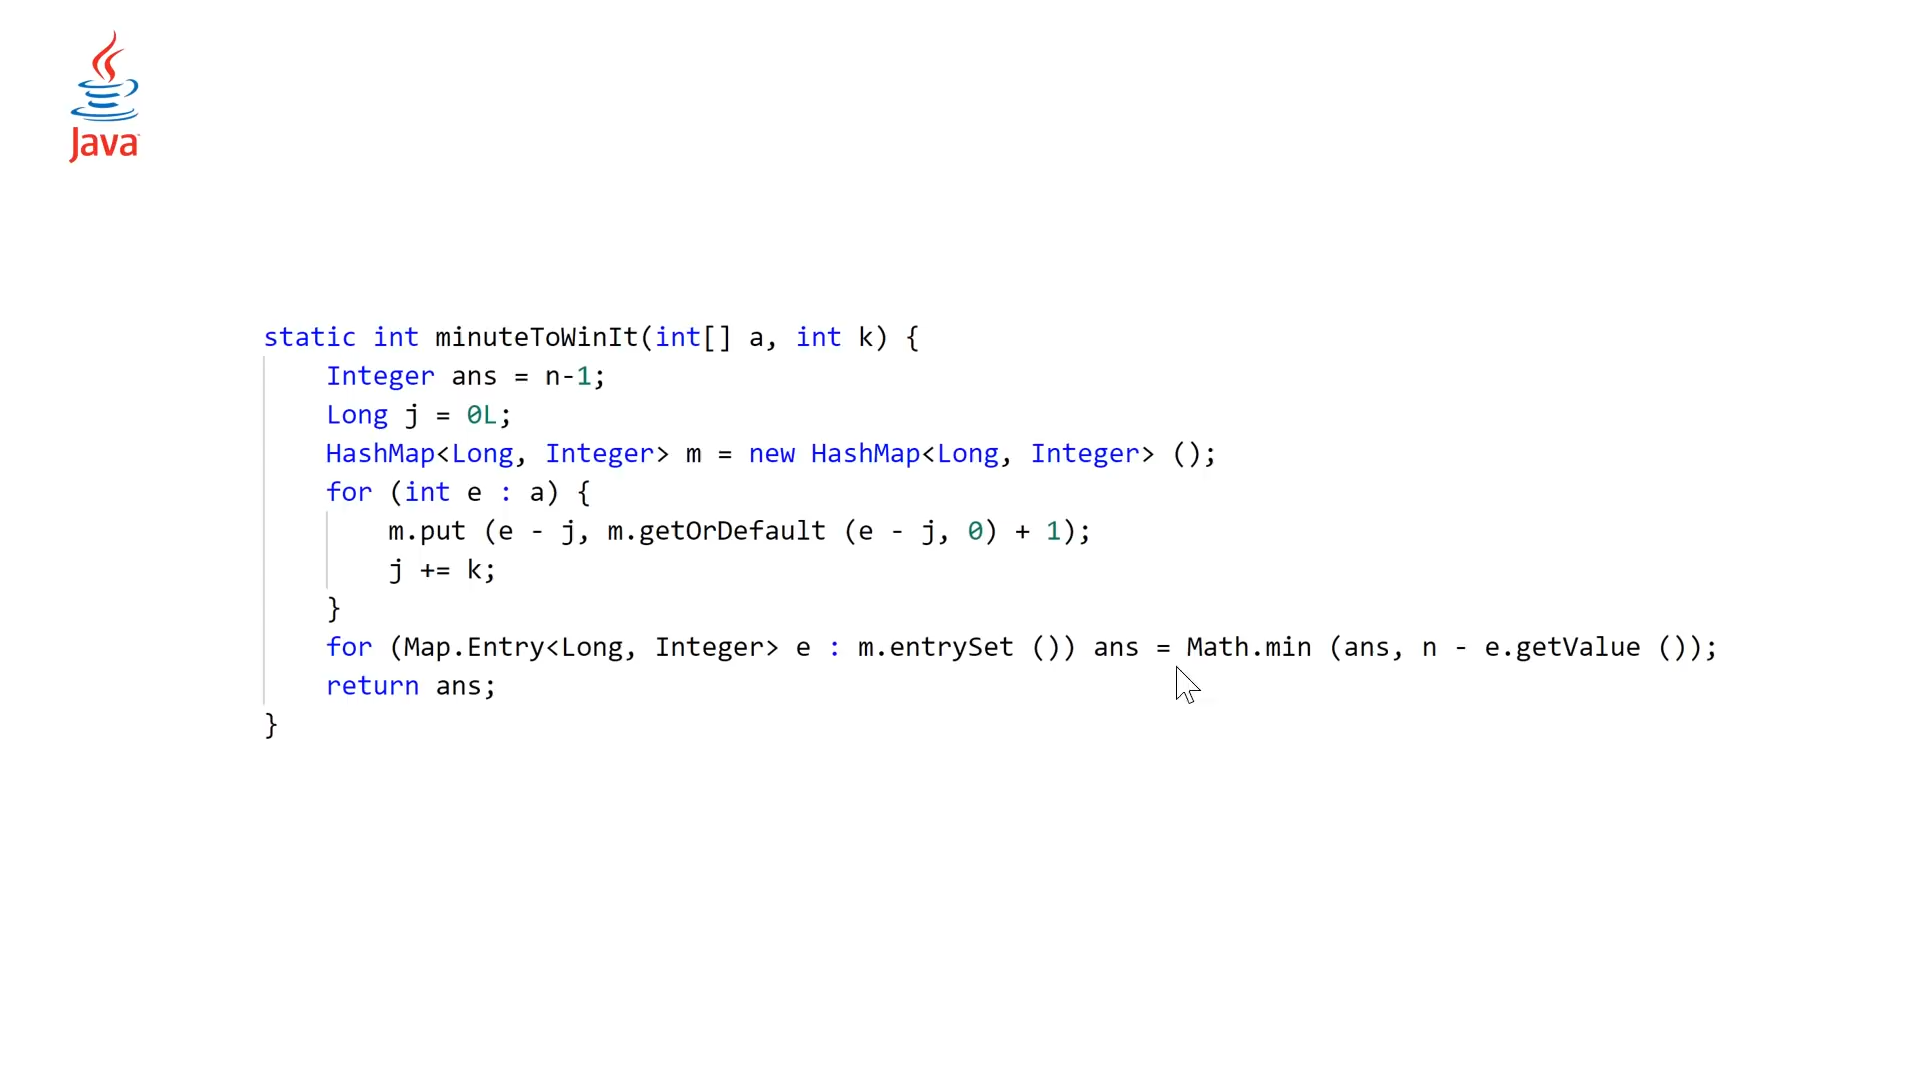 Java
static int minuteToWinIt(int[] a, int k) {
Integer ans = n-1;
Long j = 0L;
HashMap<Long, Integer> m = new HashMap<Long, Integer> ();
for (int e : a) {
m.put (e - j, m.getOrDefault (e - j, 0) + 1);
j += k;
}
for (Map.Entry<Long, Integer> e : m.entrySet ()) ans = Math.min (ans, n - e.getValue ());
return ans;
}